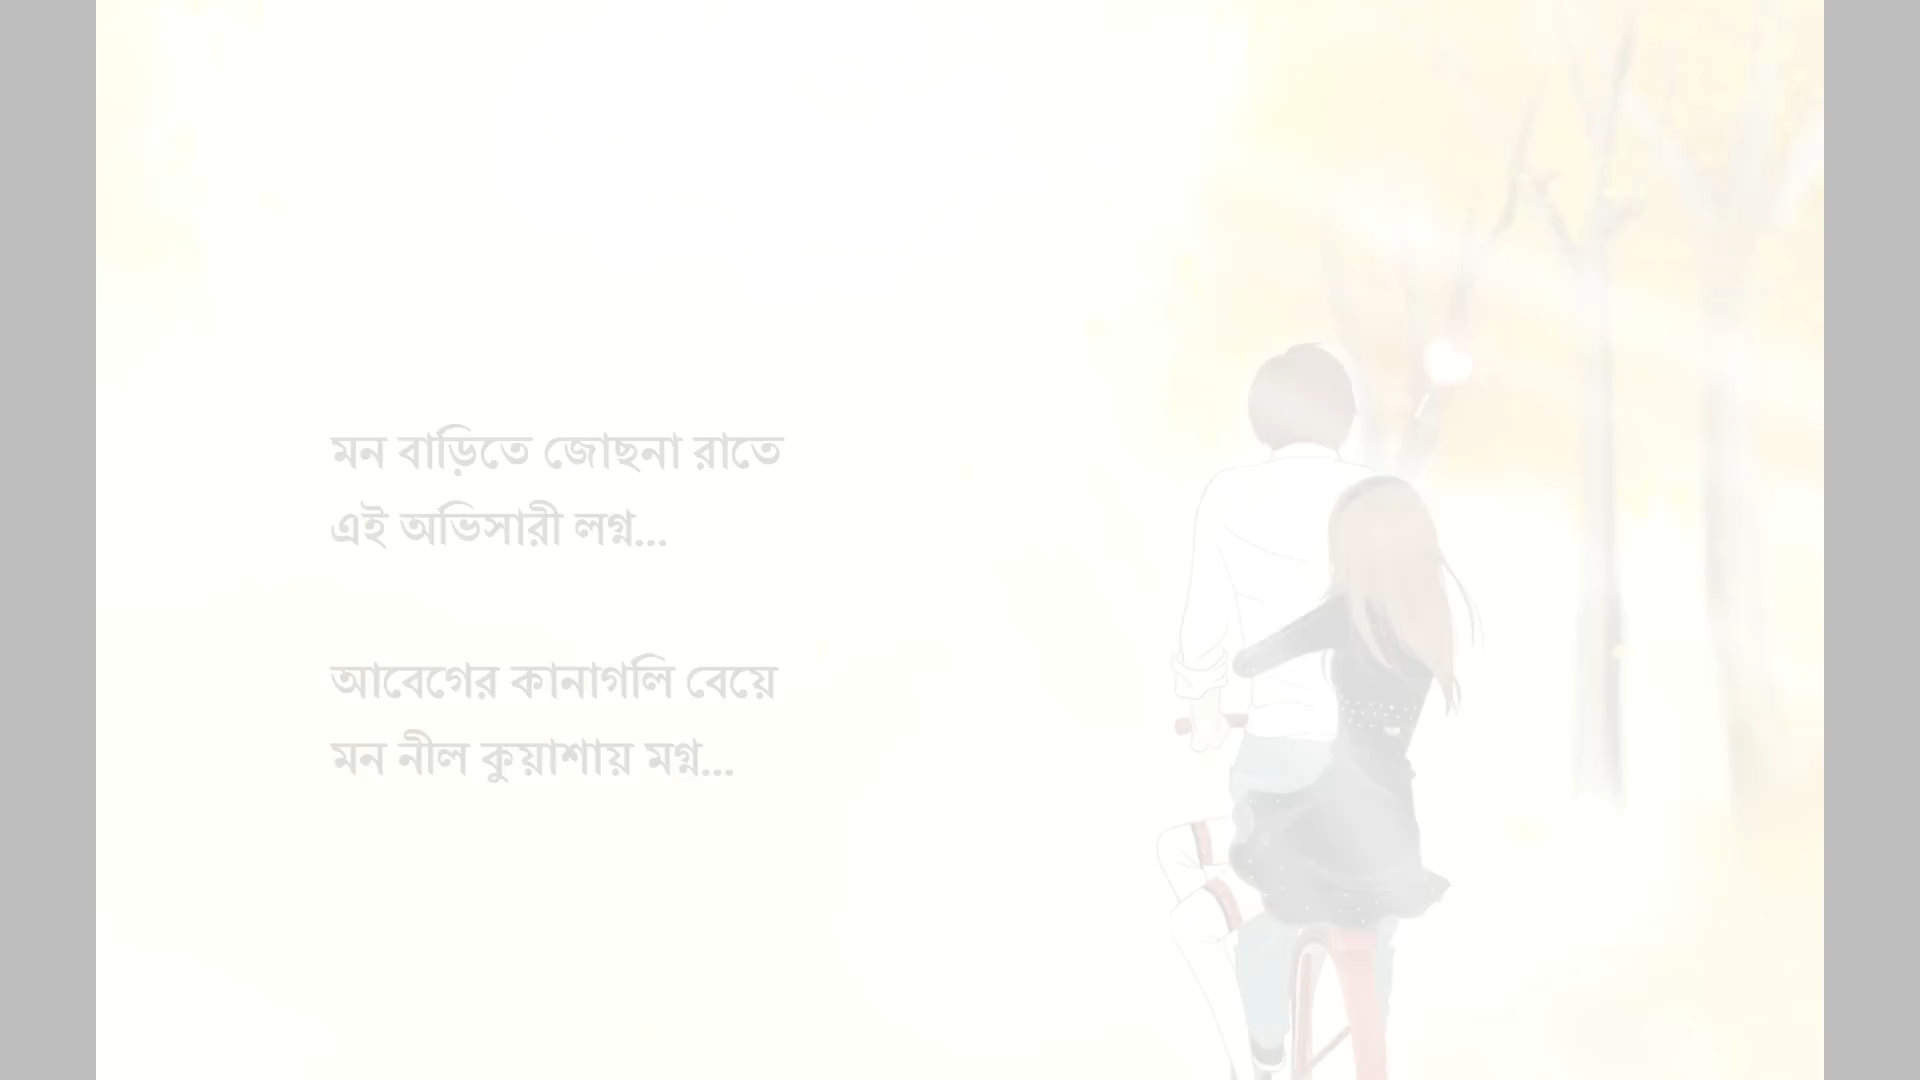 মন বাড়িতে জোছনা রাতে
এই অভিসারী লগ্ন...
আবেগের কানাগলি বেয়ে
মন নীল কুয়াশায় মগ্ন...